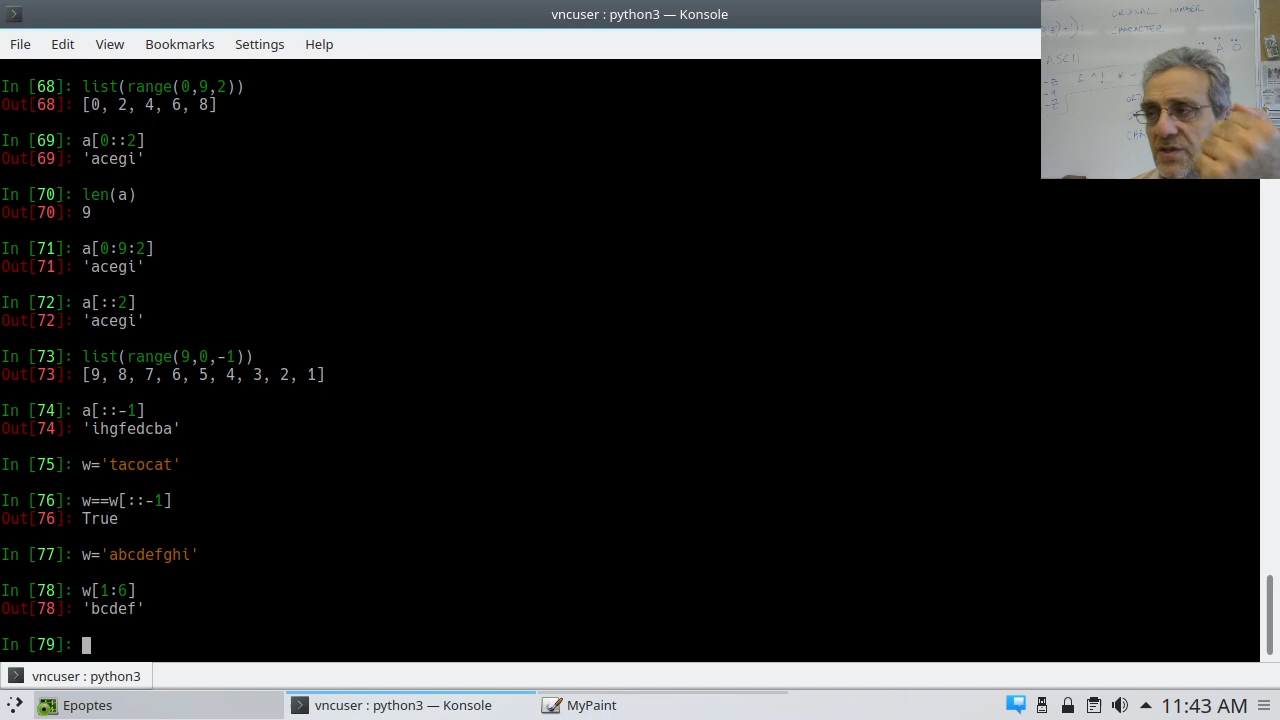 vncuser : python3 — Konsole
File Edit View Bookmarks Settings Help
In [68]: list(range(0,9,2))
Out[68]: [0, 2, 4, 6, 8]
In [69]: a[0::2]
Out[69]: 'acegi'
In [70]: len(a)
Out[70]: 9
In [71]: a[0:9:2]
Out[71]: 'acegi'
In [72]: a[::2]
Out[72]: 'acegi'
In [73]: list(range(9,0,-1))
Out[73]: [9, 8, 7, 6, 5, 4, 3, 2, 1]
In [74]: a[::-1]
Out[74]: 'ihgfedcba'
In [75]: w='tacocat'
In [76]: w==w[::-1]
Out[76]: True
In [77]: w='abcdefghi'
In [78]: w[1:6]
Out[78]: 'bcdef'
In [79]:
ORDINAL NUMBER
CHARACTER
ASCII
vncuser : python3
Epoptes
vncuser : python3 — Konsole
MyPaint
11:43 AM